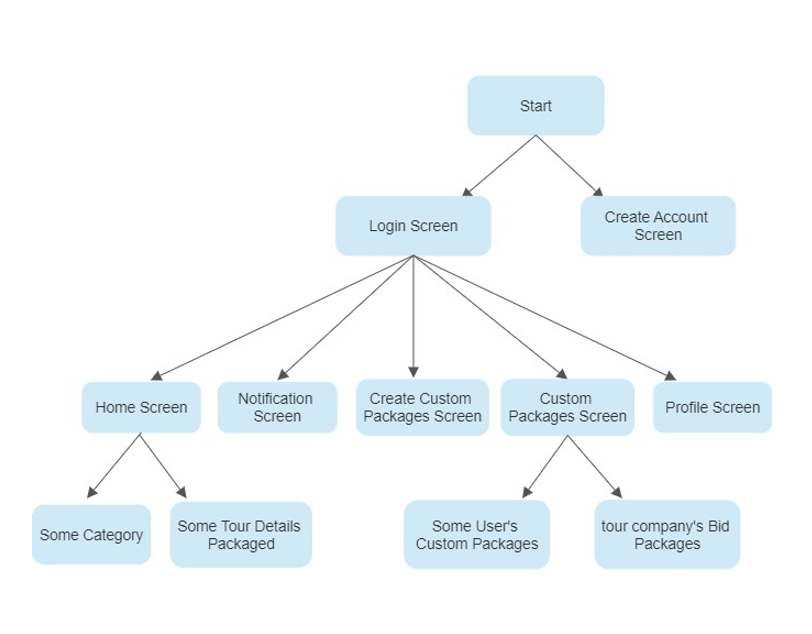 Start
Login Screen
Create Account
Screen
Home Screen
Notification
Screen
Create Custom
Packages Screen
Custom
Packages Screen
Profile Screen
Some Category
Some Tour Details
Packaged
Some User's
Custom Packages
tour company's Bid
Packages